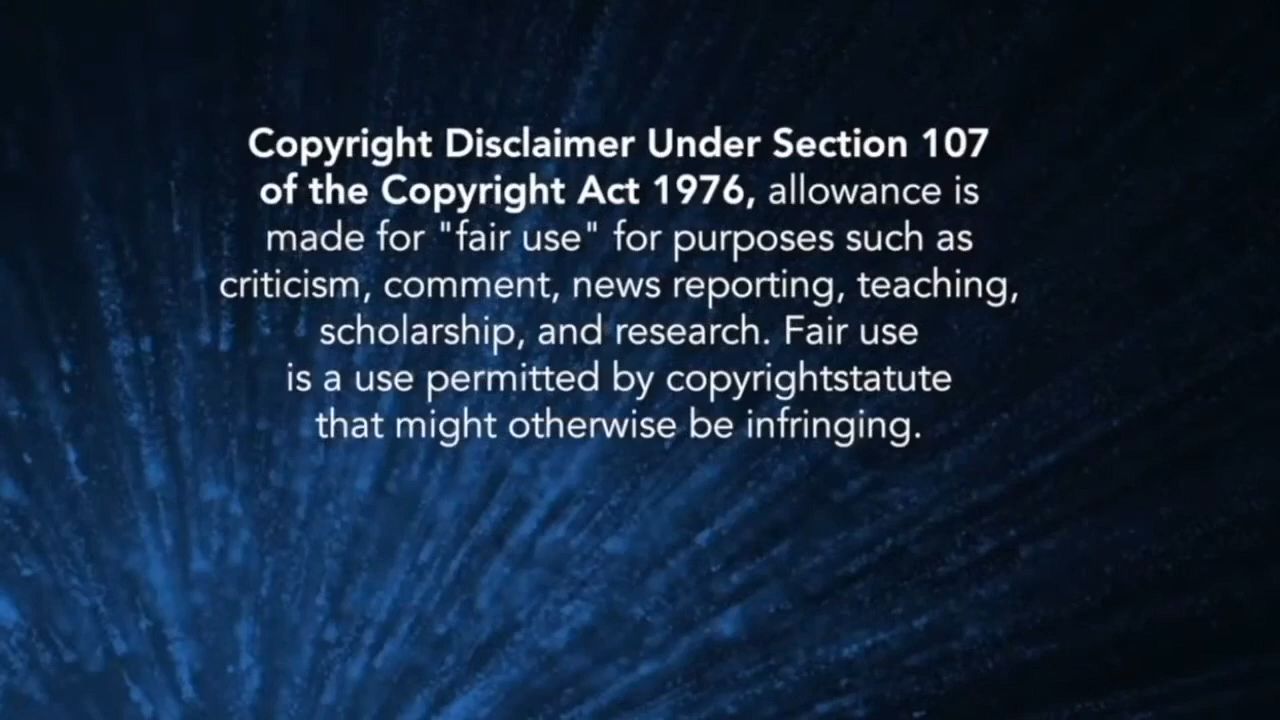 Copyright Disclaimer Under Section 107
of the Copyright Act 1976, allowance is
made for "fair use" for purposes such as
criticism, comment, news reporting, teaching,
scholarship, and research. Fair use
is a use permitted by copyrightstatute
that might otherwise be infringing.